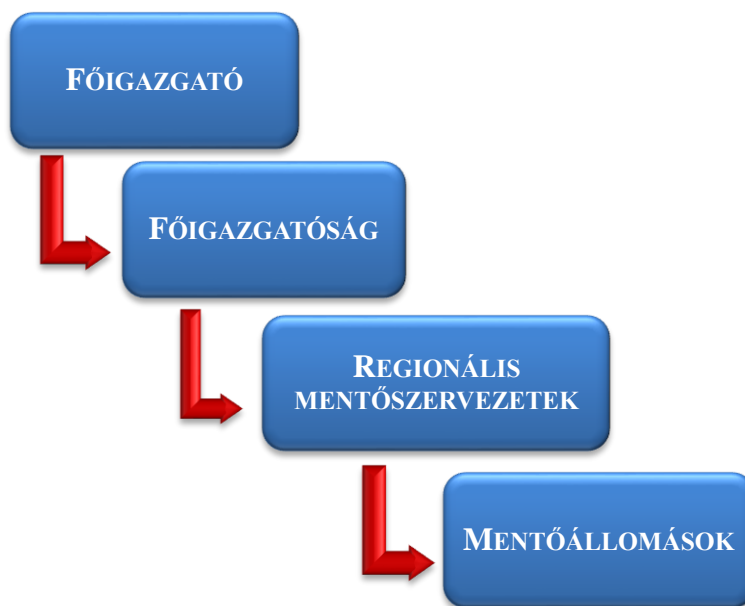 FŐIGAZGATÓ
FŐIGAZGATÓSÁG
REGIONÁLIS
MENTŐSZERVEZETEK
MENTŐÁLLOMÁSOK